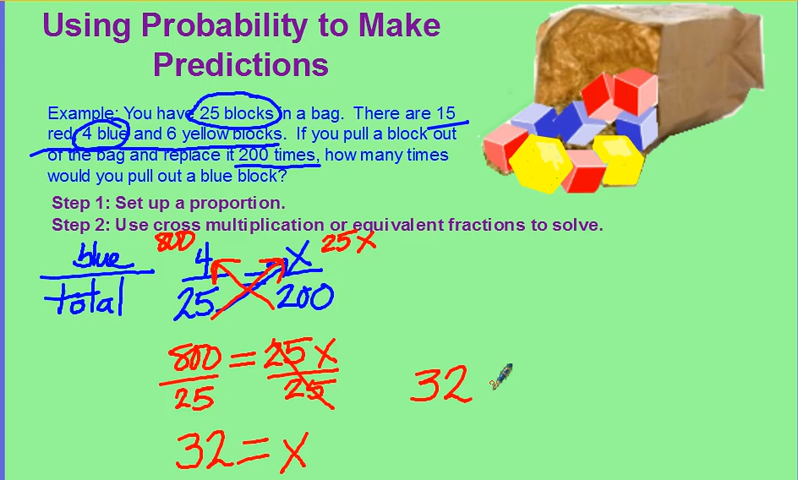 Using Probability to Make
Predictions
Example: You have 25 blocks in a bag. There are 15
red, 4 blue and 6 yellow blocks. If you pull a block out
of the bag and replace it 200 times, how many times
would you pull out a blue block?
Step 1: Set up a proportion.
Step 2: Use cross multiplication or equivalent fractions to solve.
800 25x
blue 4 = x
total 25 200
800 = 25x
25 25
32
32 = x